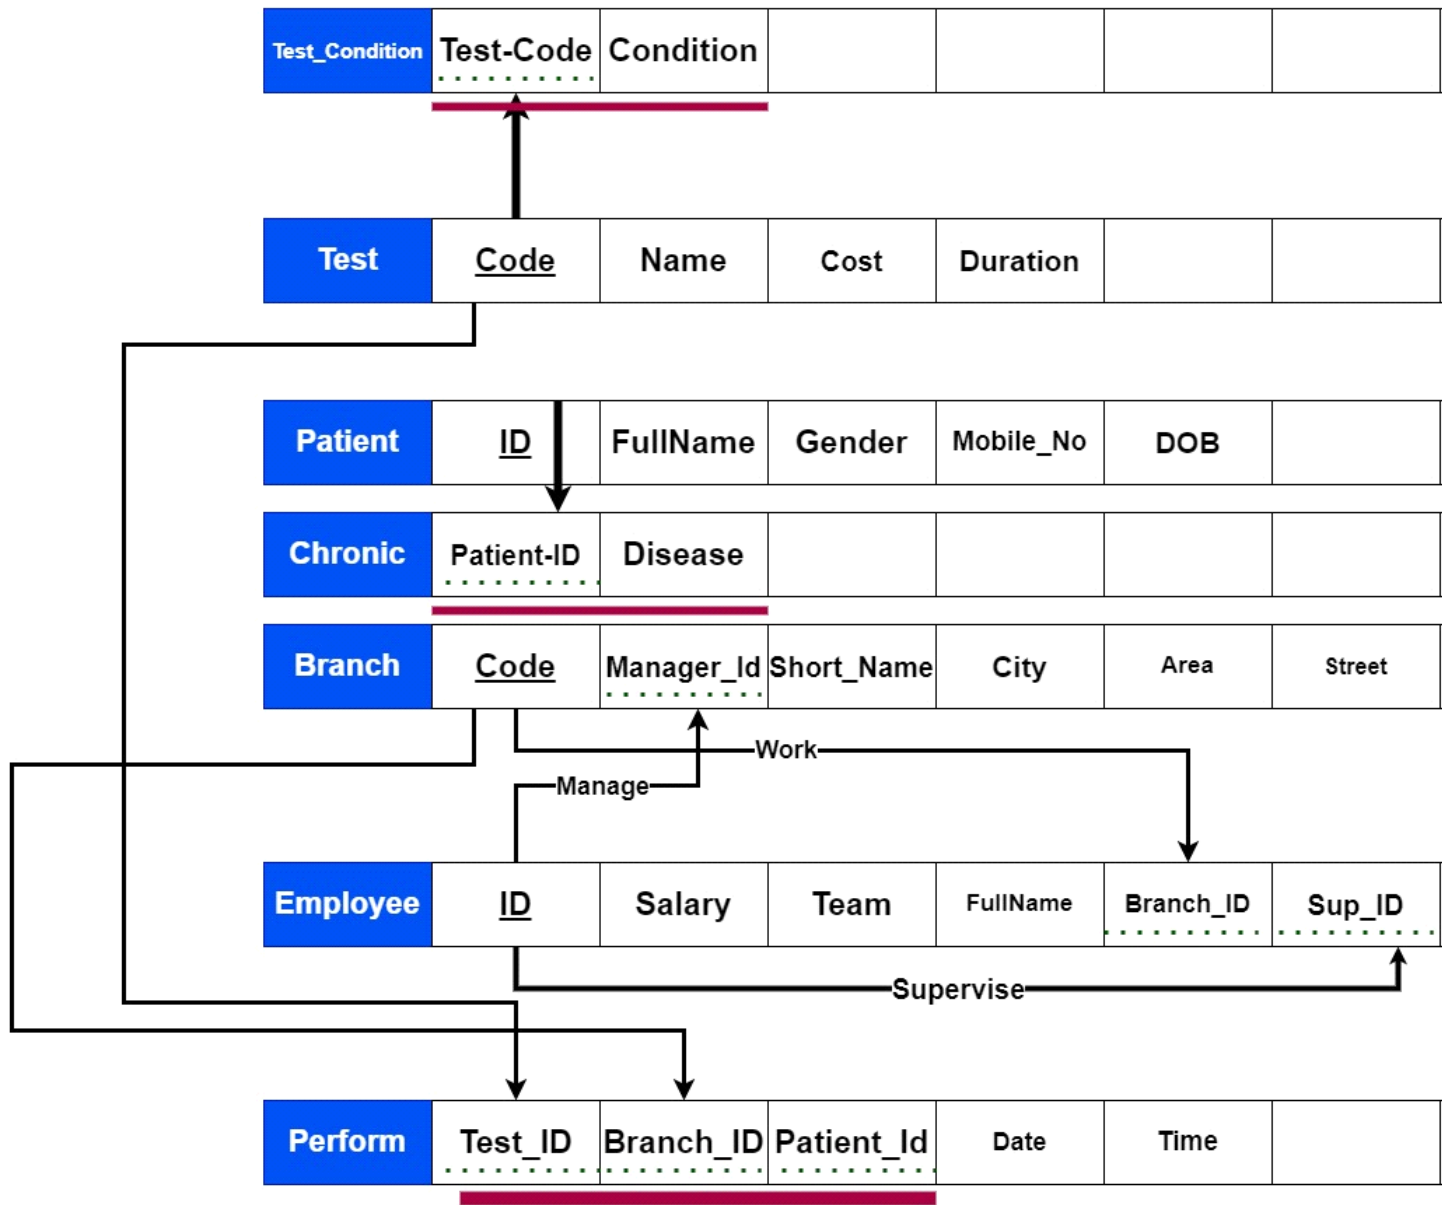 Test_Condition Test-Code Condition
Test Code Name Cost Duration
Patient ID FullName Gender Mobile_No DOB
Chronic Patient-ID Disease
Branch Code Manager_Id Short_Name City Area Street
Work
Manage
Employee ID Salary Team FullName Branch_ID Sup_ID
Supervise
Perform Test_ID Branch_ID Patient_Id Date Time